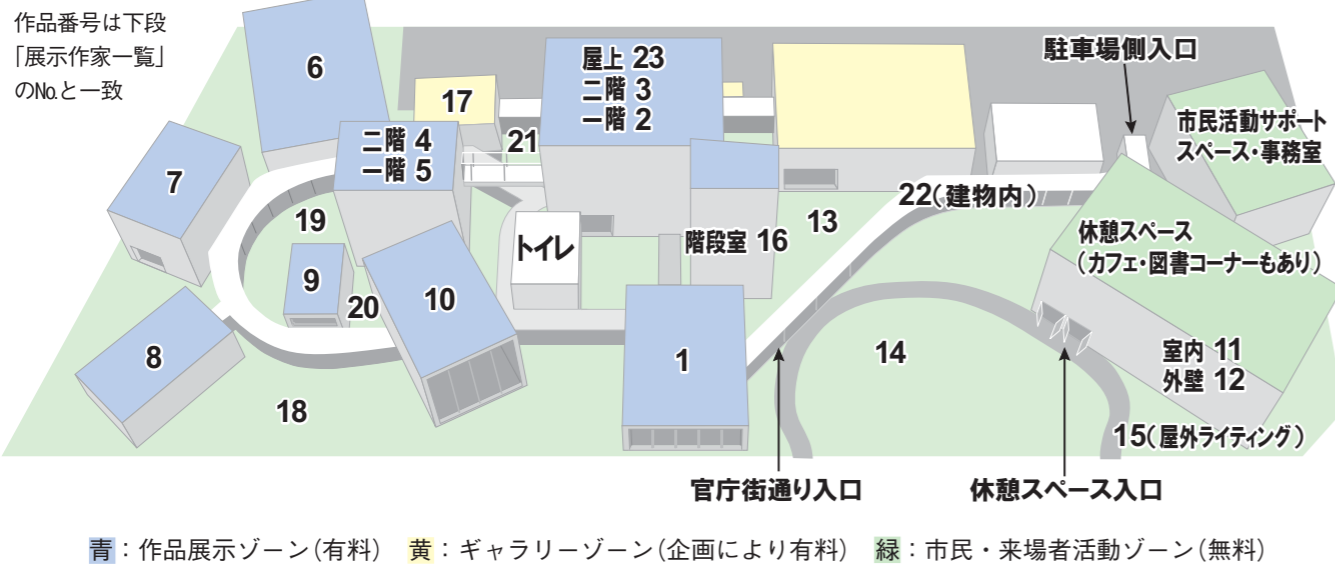 作品番号は下段
「展示作家一覧」
のNo.と一致
6
17
屋上 23
二階 3
一階 2
駐車場側入口
市民活動サポート
スペース・事務室
二階 4
一階 5
21
7
19
22(建物内)
13
階段室 16
トイレ
休憩スペース
(カフェ・図書コーナーもあり)
9
20
10
8
1
14
室内 11
外壁 12
18
15(屋外ライティング)
官庁街通り入口
休憩スペース入口
青：作品展示ゾーン(有料) 黄：ギャラリーゾーン(企画により有料) 緑：市民・来場者活動ゾーン(無料)